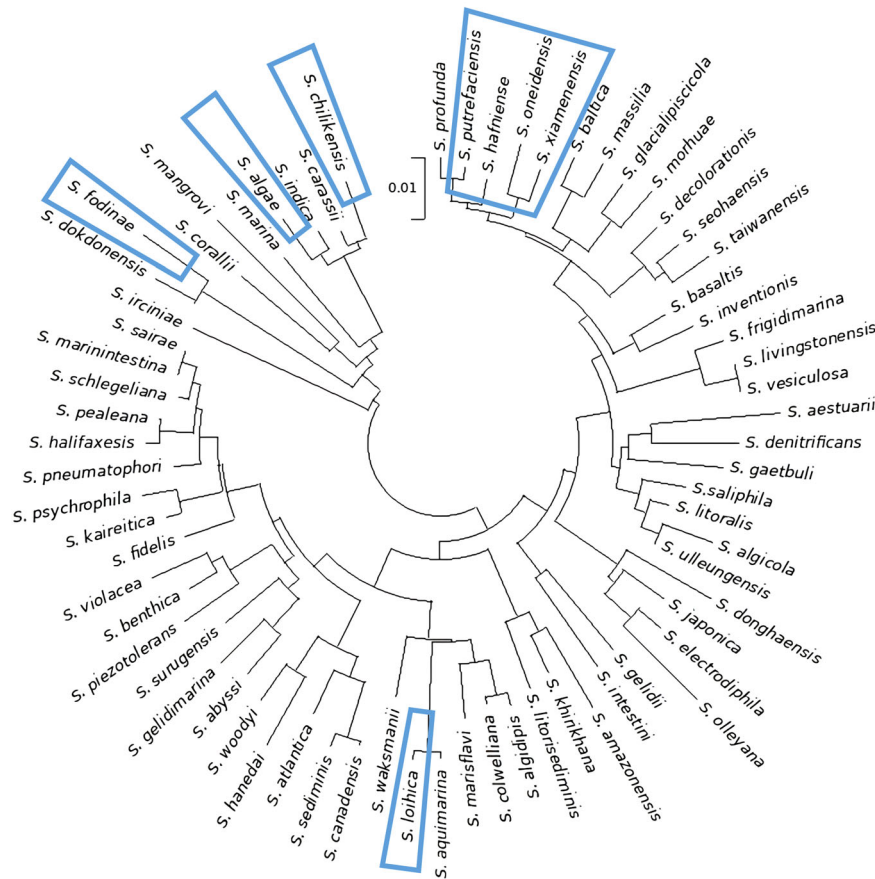 S. profunda
S. putrefaciensis
S. hafniense
S. oneidensis
S. xiamenensis
S. baltica
S. massilia
S. glacialipiscicola
S. morhuae
S. decolorationis
S. seohaensis
S. taiwanensis
S. basaltis
S. inventionis
S. frigidimarina
S. livingstonensis
S. vesiculosa
S. aestuarii
S. denitrificans
S. gaetbuli
S.saliphila
S. litoralis
S. algicola
S. ulleungensis
S. donghaensis
S. japonica
S. electrodiphila
S. olleyana
S. gelidii
S. intestini
S. amazonensis
S. khirikhana
S. litorisediminis
S. algidipis
S. colwelliana
S. marisflavi
S. aquimarina
S. loihica
S. waksmanii
S. canadensis
S. sediminis
S. atlantica
S. hanedai
S. woodyi
S. abyssi
S. gelidimarina
S. surugensis
S. piezotolerans
S. benthica
S. violacea
S. fidelis
S. kaireitica
S. psychrophila
S. pneumatophori
S. halifaxesis
S. pealeana
S. schlegeliana
S. marinintestina
S. sairae
S. irciniae
S. dokdonensis
S. fodinae
S. corallii
S. mangrovi
S. marina
S. algae
S. indica
S. carassii
S. chilikensis
0.01